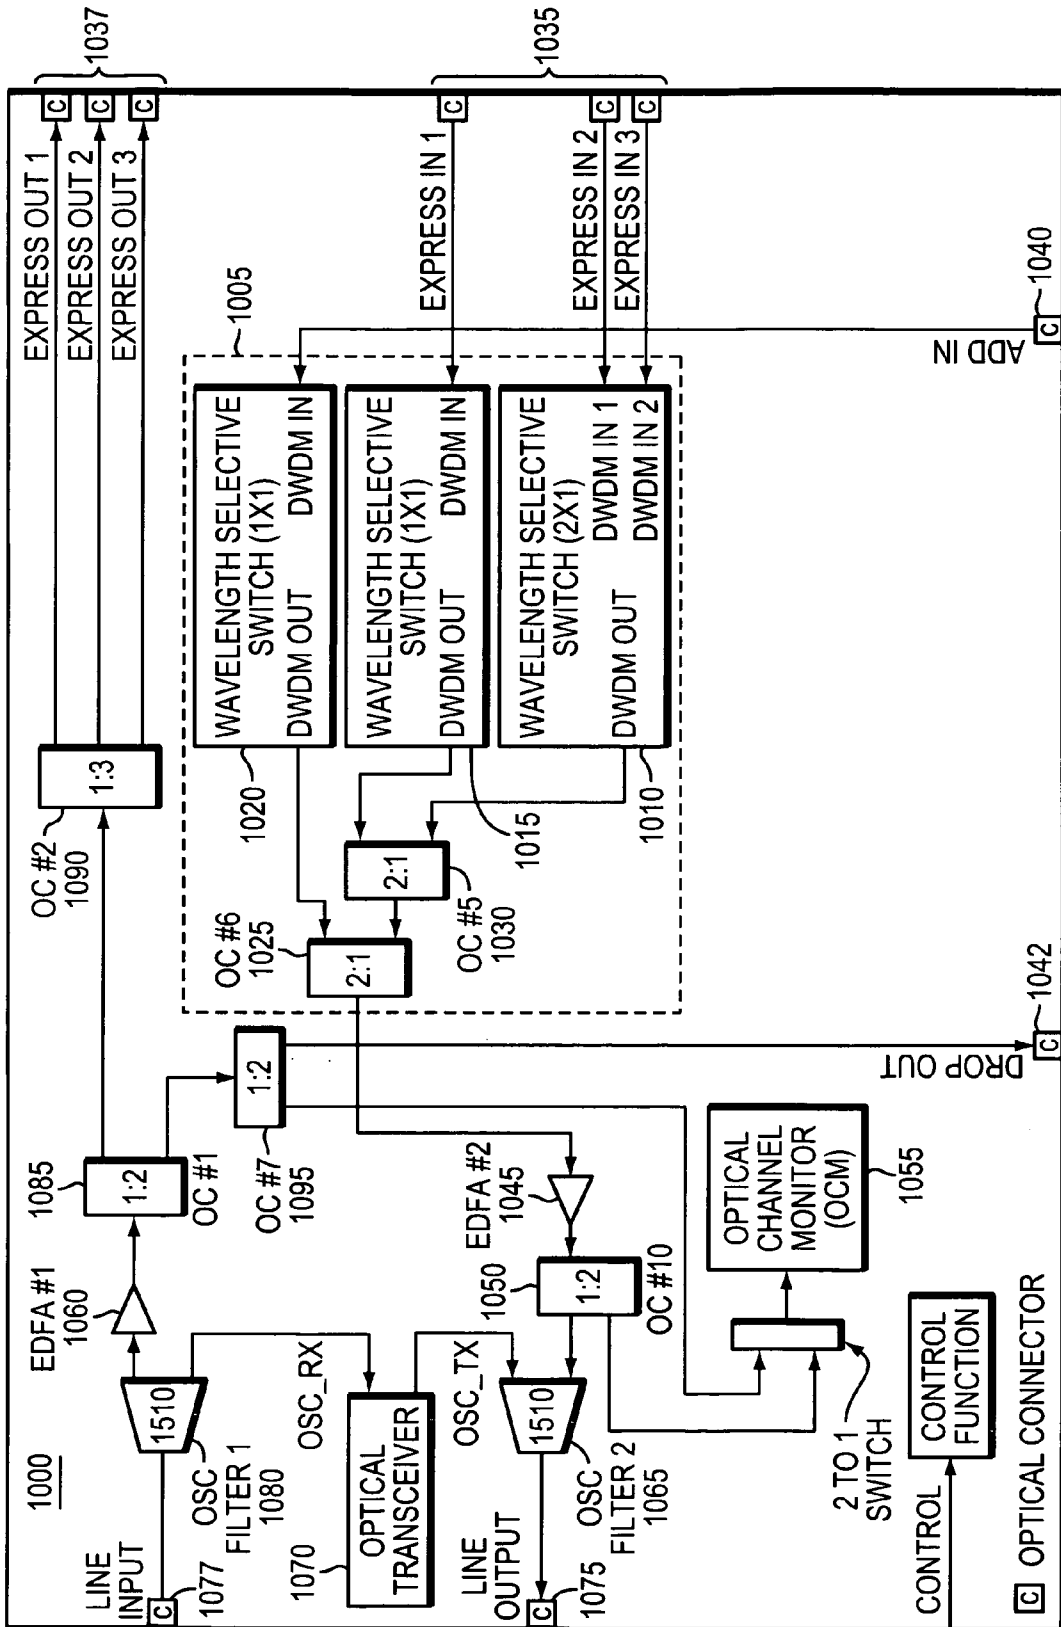 1000
LINE
INPUT
C
1077
1510
OSC
FILTER 1
1080
EDFA #1
1060
1085
1:2
OC #1
OC #2
1090
1:3
EXPRESS OUT 1
EXPRESS OUT 2
EXPRESS OUT 3
C
C
C
1037
OC #7
1095
1:2
DROP OUT
C
1042
1005
WAVELENGTH SELECTIVE
SWITCH (1X1)
DWDM OUT DWDM IN
1020
WAVELENGTH SELECTIVE
SWITCH (1X1)
DWDM OUT DWDM IN
1015
WAVELENGTH SELECTIVE
SWITCH (2X1)
DWDM IN 1
DWDM OUT DWDM IN 2
1010
EXPRESS IN 1
EXPRESS IN 2
EXPRESS IN 3
C
C
C
1035
ADD IN
C
1040
OC #6
1025
2:1
2:1
OC #5
1030
OSC_RX
OPTICAL
TRANSCEIVER
1070
OSC_TX
EDFA #2
1045
1050
1:2
OC #10
1510
OSC
FILTER 2
1065
LINE
OUTPUT
C
1075
OPTICAL
CHANNEL
MONITOR
(OCM)
1055
2 TO 1
SWITCH
CONTROL
CONTROL
FUNCTION
C OPTICAL CONNECTOR